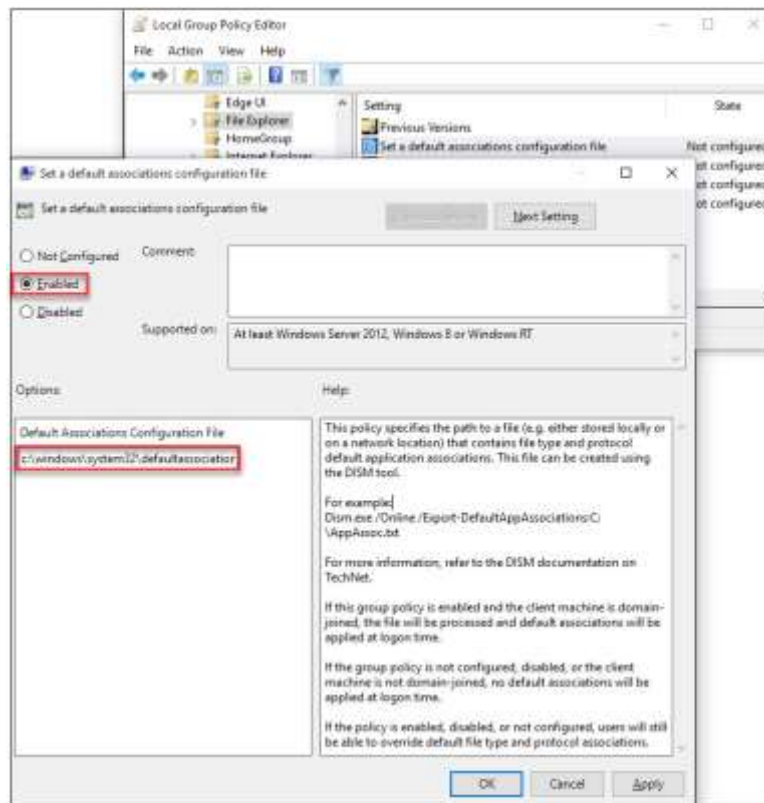 Local Group Policy Editor
File Action View Help
Edge UI
File Explorer
HomeGroup
Internet Explorer
Setting State
Previous Versions
Set a default associations configuration file Not configured
Not configured
Not configured
Not configured
Set a default associations configuration file
Set a default associations configuration file
Next Setting
Not Configured
Comment:
Enabled
Disabled
Supported on:
At least Windows Server 2012, Windows 8 or Windows RT
Options:
Help:
Default Associations Configuration File
c:\windows\system32\defaultassociation
This policy specifies the path to a file (e.g. either stored locally or
on a network location) that contains file type and protocol
default application associations. This file can be created using
the DISM tool.
For example:
Dism.exe /Online /Export-DefaultAppAssociations:C:
\AppAssoc.txt
For more information, refer to the DISM documentation on
TechNet.
If this group policy is enabled and the client machine is domain-
joined, the file will be processed and default associations will be
applied at logon time.
If the group policy is not configured, disabled, or the client
machine is not domain-joined, no default associations will be
applied at logon time.
If the policy is enabled, disabled, or not configured, users will still
be able to override default file type and protocol associations.
OK Cancel Apply